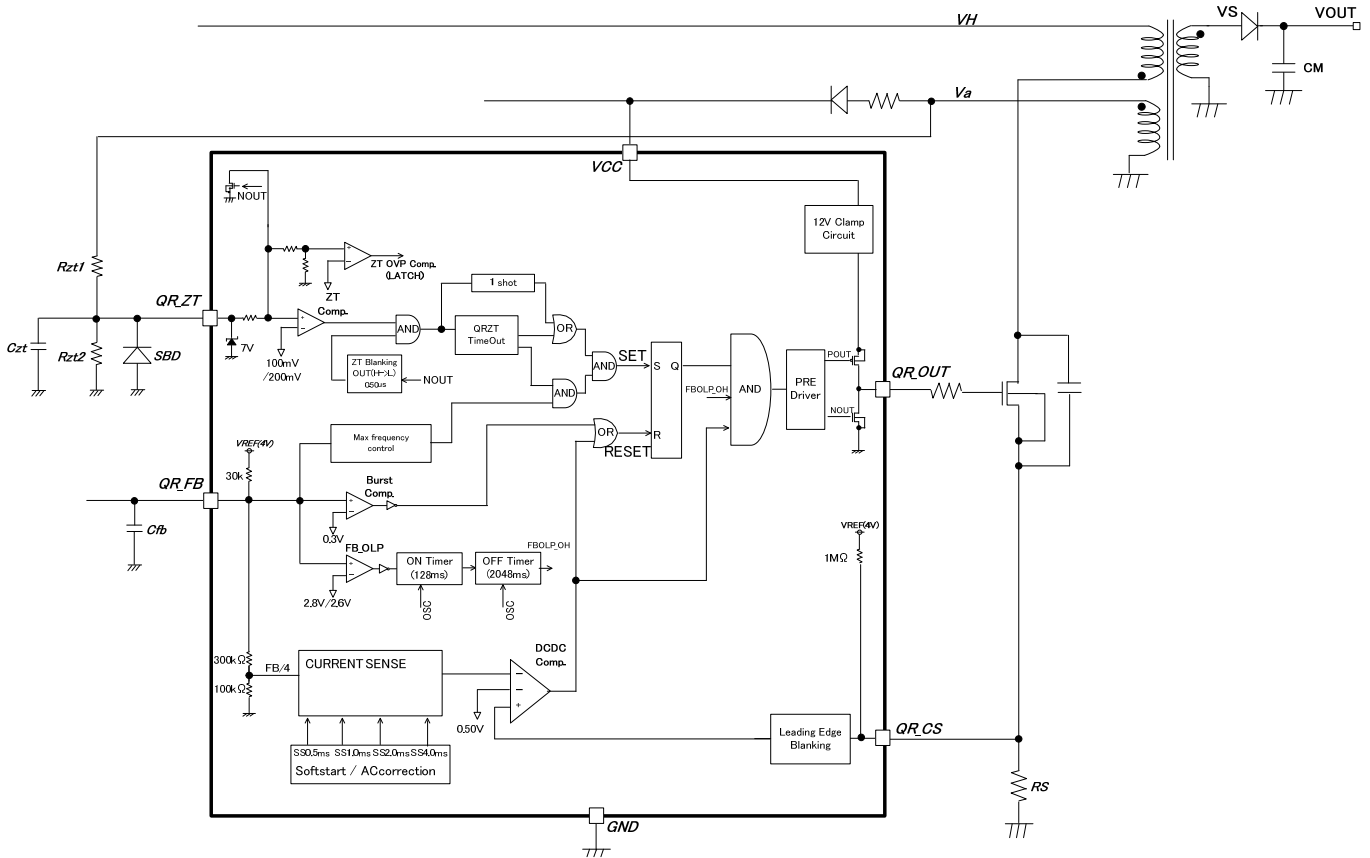 VH
VS
VOUT
CM
Va
VCC
NOUT
12V Clamp
Circuit
ZT OVP Comp.
(LATCH)
ZT
Comp.
1 shot
Rzt1
QR_ZT
AND
QRZT
TimeOut
OR
Czt
Rzt2
SBD
7V
100mV
/200mV
ZT Blanking
OUT(H->L)
0.50us
NOUT
AND
SET
AND
S
Q
R
FBOLP_OH
AND
PRE
Driver
POUT
NOUT
QR_OUT
OR
RESET
Max frequency
control
VREF(4V)
30k
QR_FB
Cfb
Burst
Comp.
0.3V
FB_OLP
2.8V/2.6V
ON Timer
(128ms)
OFF Timer
(2048ms)
FBOLP_OH
OSC
OSC
VREF(4V)
1MΩ
300kΩ
FB/4
100kΩ
CURRENT SENSE
DCDC
Comp.
0.50V
Leading Edge
Blanking
QR_CS
RS
SS0.5ms SS1.0ms SS2.0ms SS4.0ms
Softstart / ACcorrection
GND